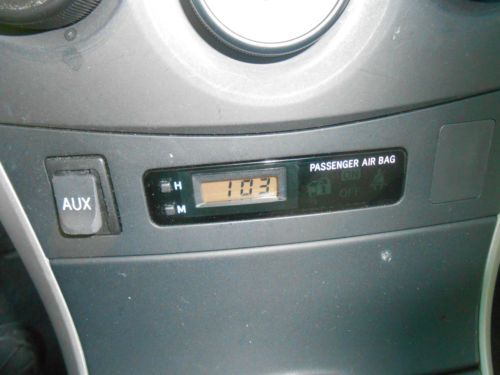 PASSENGER AIR BAG
ON
H
1:03
OFF
AUX
M